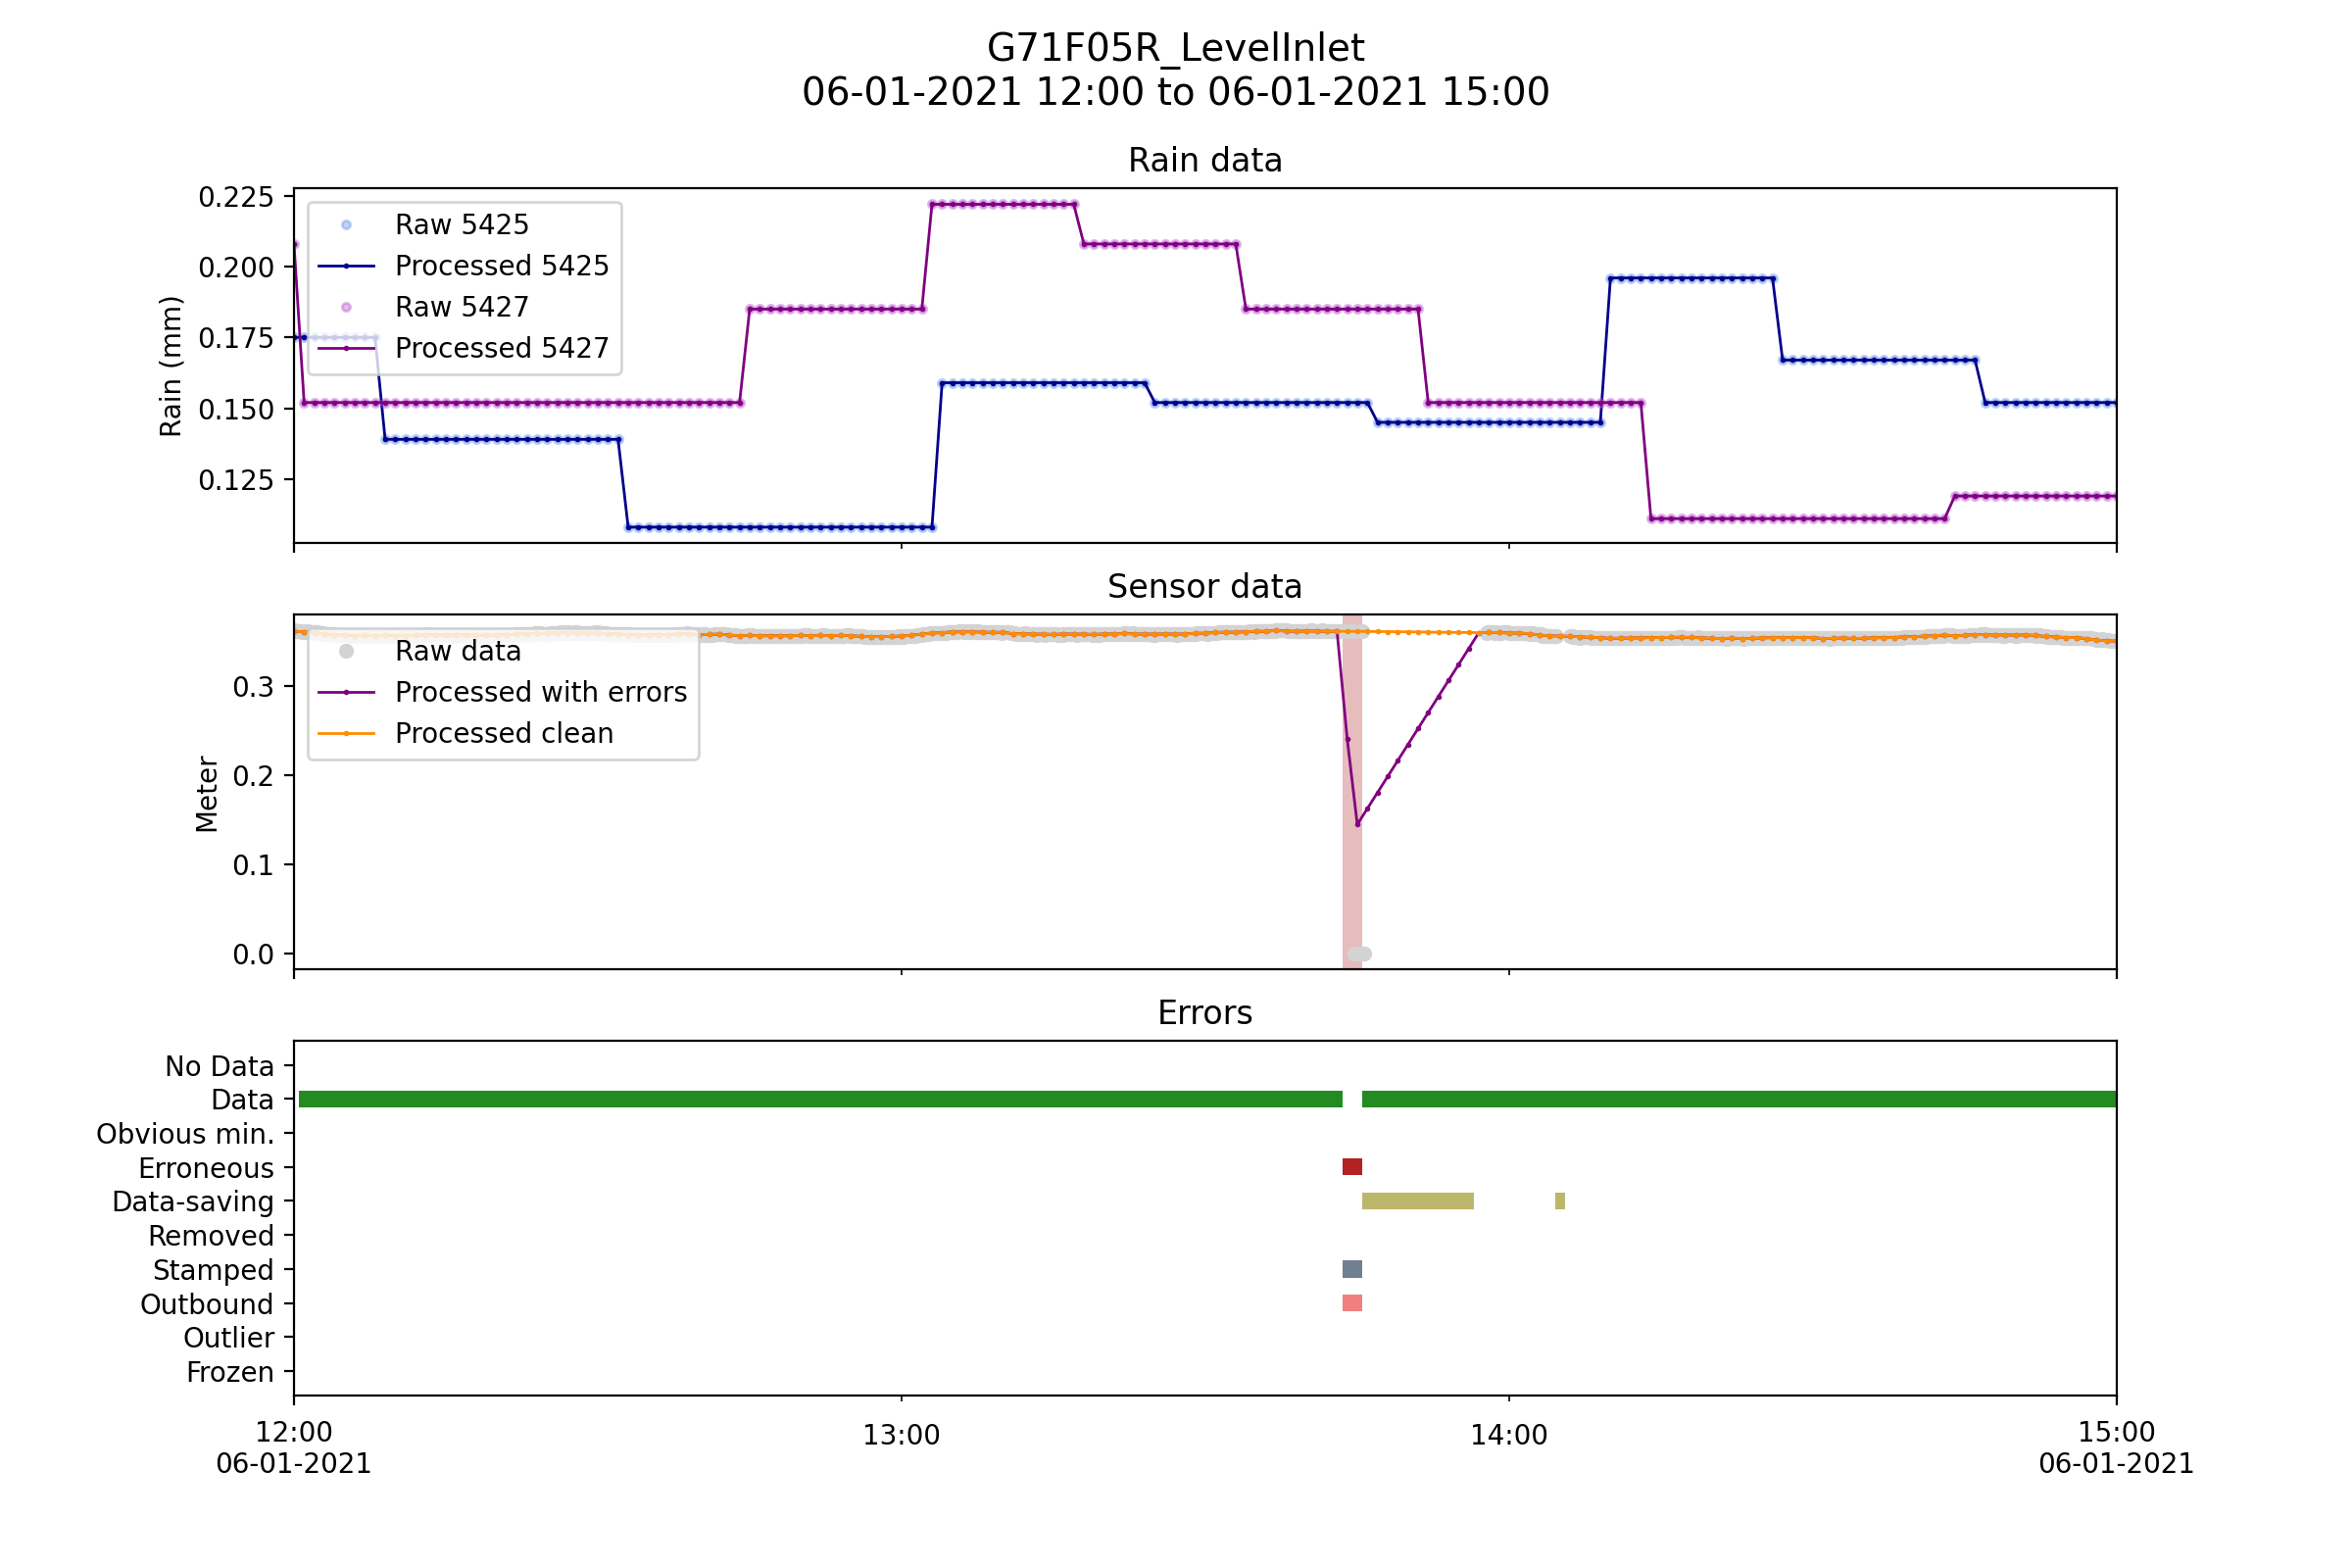 G71F05R_LevelInlet
06-01-2021 12:00 to 06-01-2021 15:00
Rain data
Rain (mm)
0.225
0.200
0.175
0.150
0.125
Raw 5425
Processed 5425
Raw 5427
Processed 5427
Sensor data
Meter
0.3
0.2
0.1
0.0
Raw data
Processed with errors
Processed clean
Errors
No Data
Data
Obvious min.
Erroneous
Data-saving
Removed
Stamped
Outbound
Outlier
Frozen
12:00 13:00 14:00 15:00
06-01-2021 06-01-2021